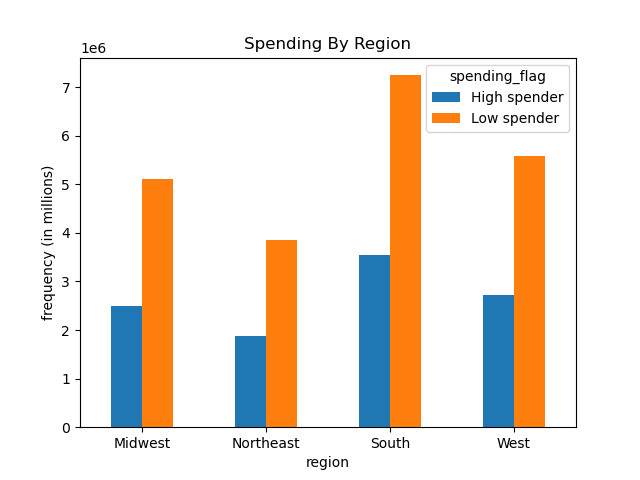 Spending By Region
1e6
spending_flag
High spender
Low spender
7
6
5
4
3
2
1
0
frequency (in millions)
Midwest Northeast South West
region